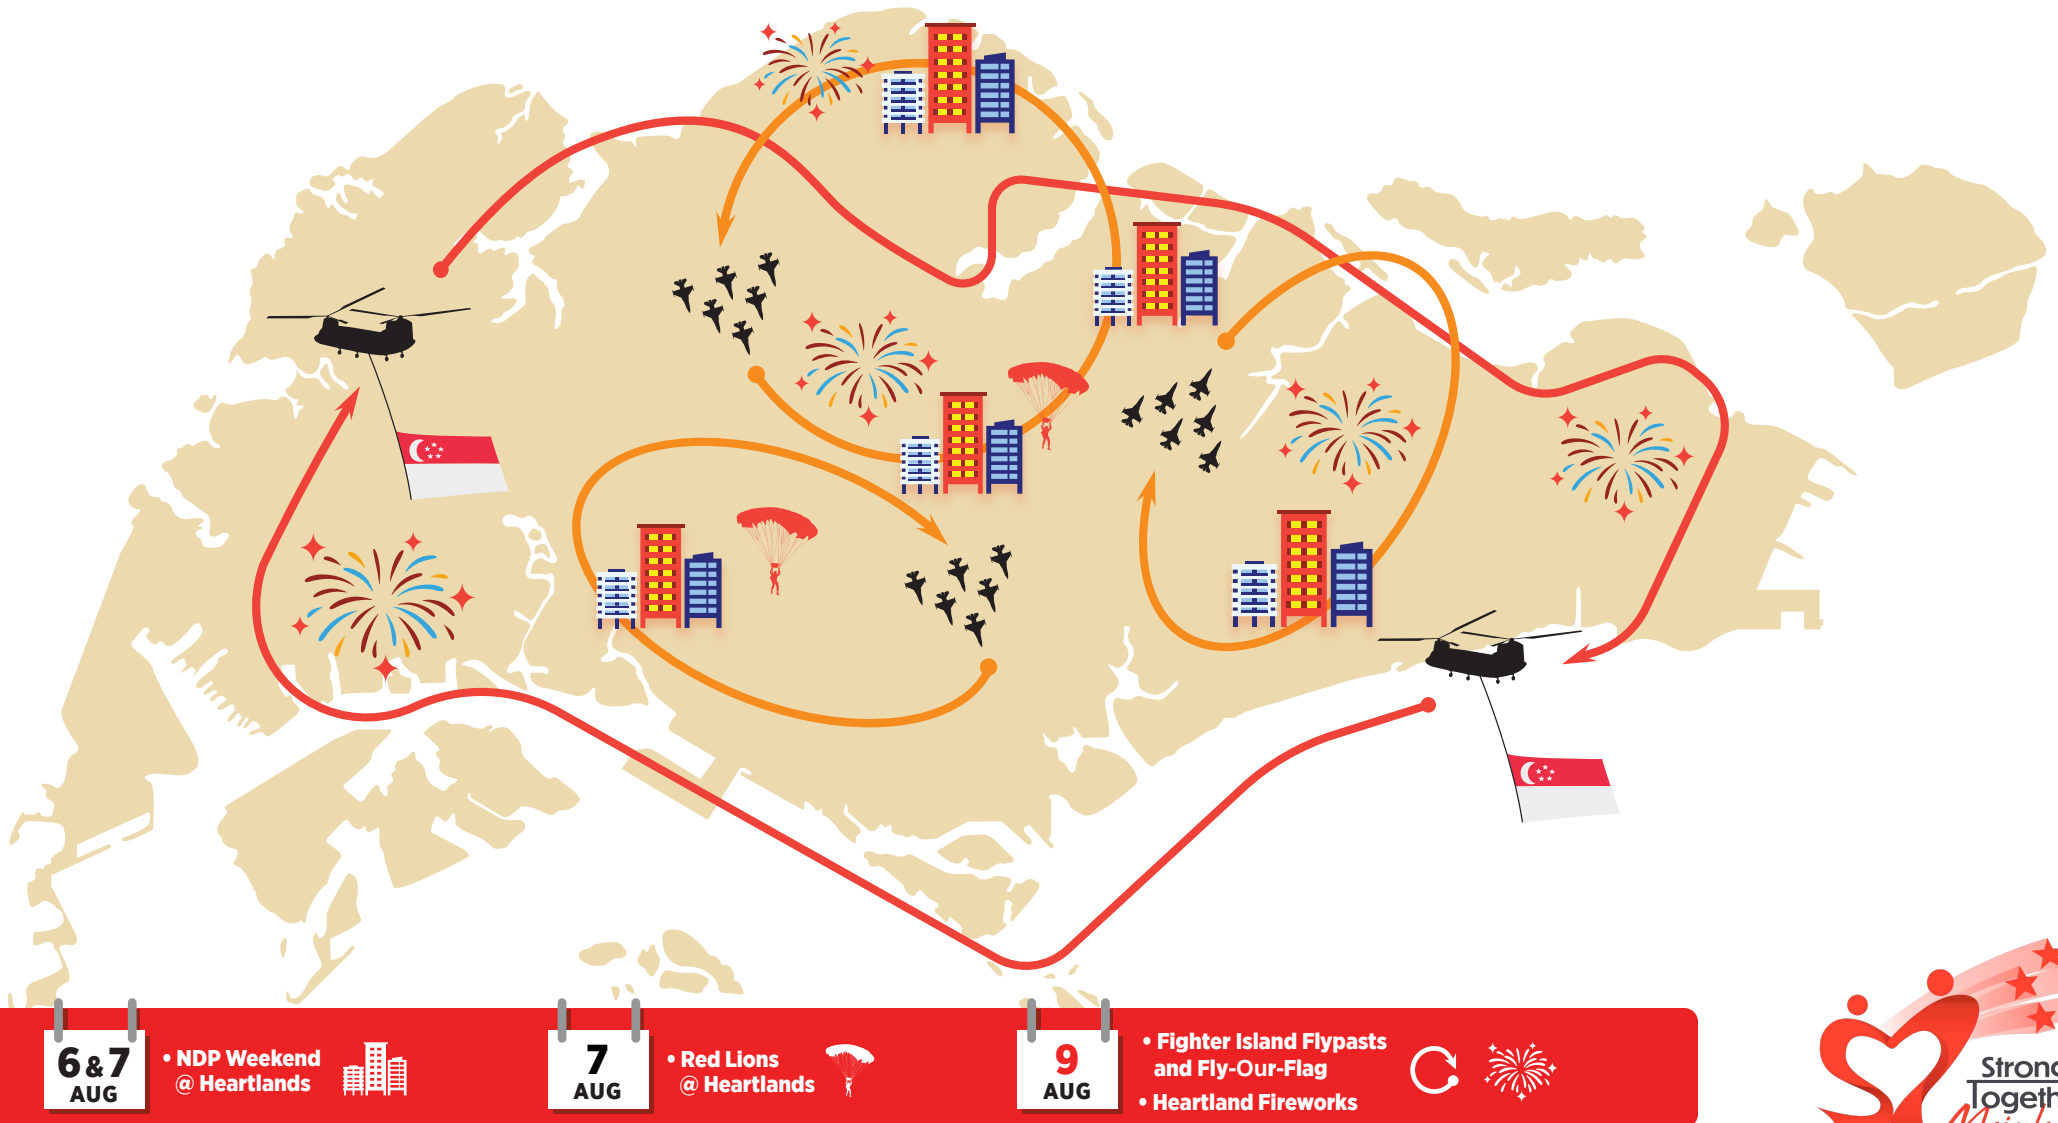 6 & 7
AUG
• NDP Weekend
@ Heartlands
7
AUG
• Red Lions
@ Heartlands
9
AUG
• Fighter Island Flypasts
and Fly-Our-Flag
• Heartland Fireworks